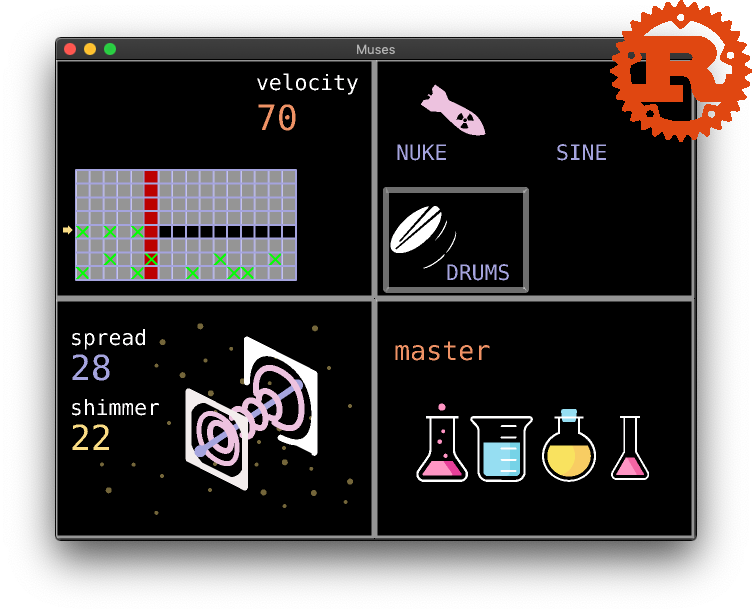 Muses
velocity
70
NUKE
SINE
DRUMS
spread
28
shimmer
22
master
R